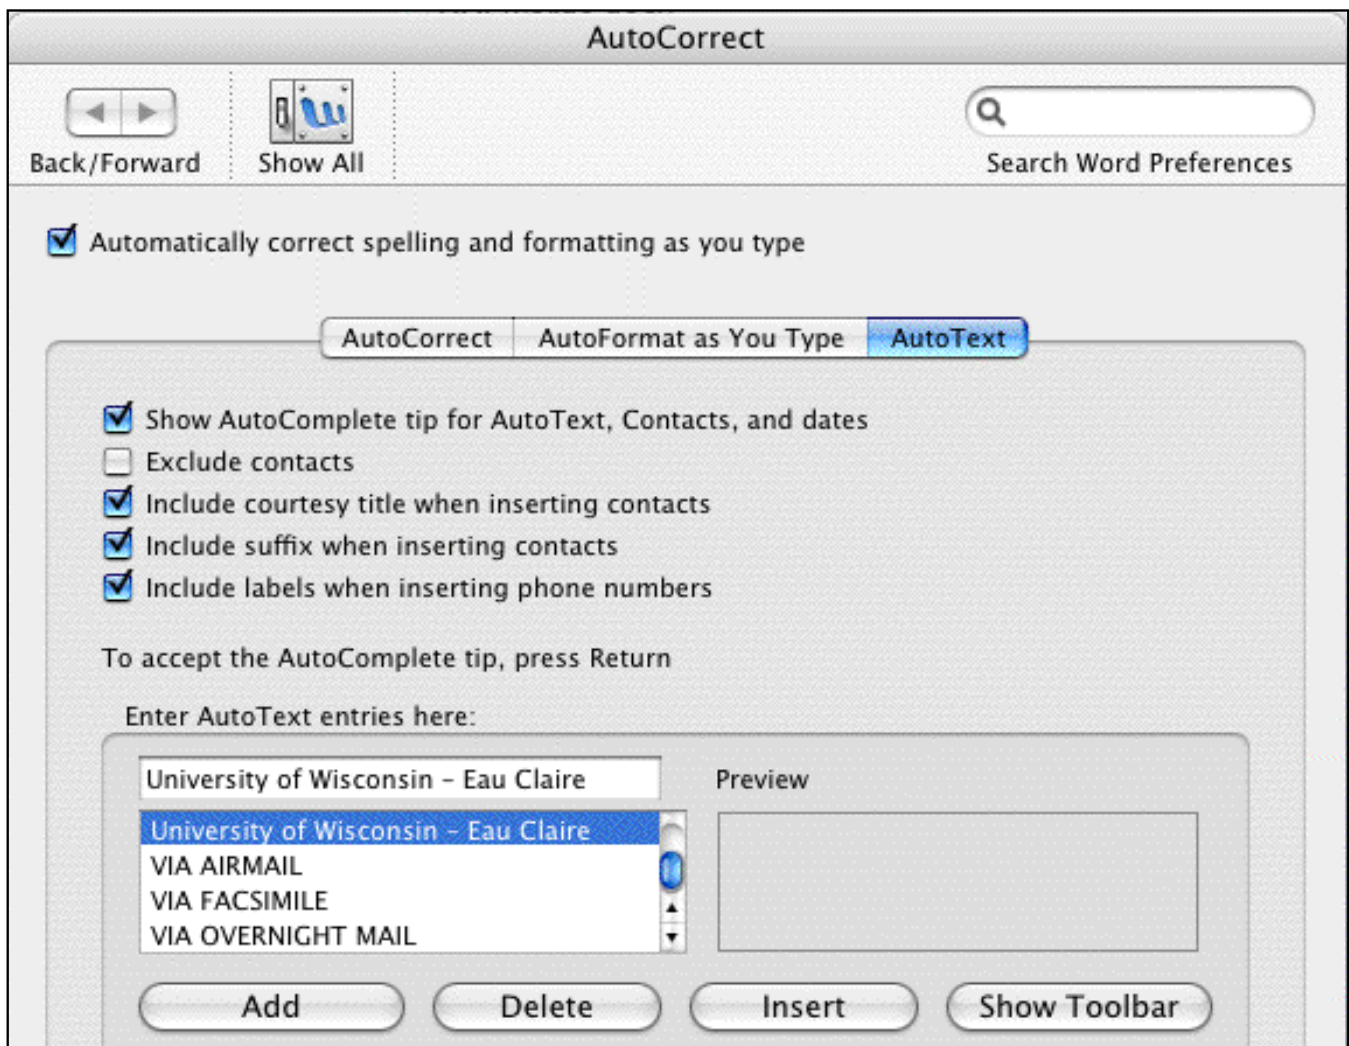 AutoCorrect
Back/Forward
Show All
Search Word Preferences
Automatically correct spelling and formatting as you type
AutoCorrect
AutoFormat as You Type
AutoText
Show AutoComplete tip for AutoText, Contacts, and dates
Exclude contacts
Include courtesy title when inserting contacts
Include suffix when inserting contacts
Include labels when inserting phone numbers
To accept the AutoComplete tip, press Return
Enter AutoText entries here:
University of Wisconsin – Eau Claire
Preview
University of Wisconsin – Eau Claire
VIA AIRMAIL
VIA FACSIMILE
VIA OVERNIGHT MAIL
Add
Delete
Insert
Show Toolbar